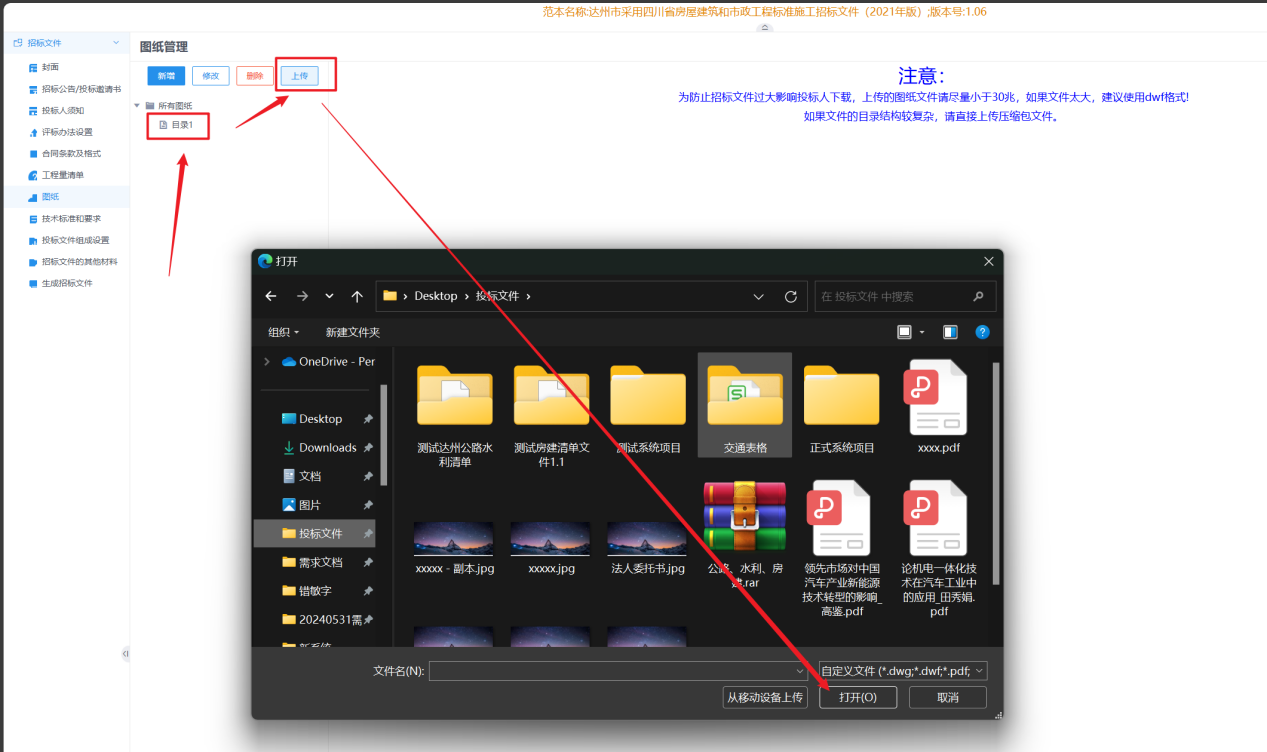 范本名称:达州市采用四川省房屋建筑和市政工程标准施工招标文件（2021年版）;版本号:1.06
招标文件
封面
招标公告/投标邀请书
投标人须知
评标办法设置
合同条款及格式
工程量清单
图纸
技术标准和要求
投标文件组成设置
招标文件的其他材料
生成招标文件
图纸管理
新增
修改
删除
上传
所有图纸
目录1
注意：
为防止招标文件过大影响投标人下载，上传的图纸文件请尽量小于30兆，如果文件太大，建议使用dwf格式!
如果文件的目录结构较复杂，请直接上传压缩包文件。
打开
Desktop › 投标文件 ›
在 投标文件 中搜索
组织
新建文件夹
OneDrive - Per
Desktop
Downloads
文档
图片
投标文件
需求文档
错敏字
20240531需
新系统
测试达州公路水
利清单
测试房建清单文
件1.1
测试系统项目
交通表格
正式系统项目
xxxx.pdf
xxxxx - 副本.jpg
xxxxx.jpg
法人委托书.jpg
公路、水利、房
建.rar
领先市场对中国
汽车产业新能源
技术转型的影响_
高鉴.pdf
论机电一体化技
术在汽车工业中
的应用_田秀娟.
pdf
文件名(N):
自定义文件 (*.dwg;*.dwf;*.pdf;
从移动设备上传
打开(O)
取消